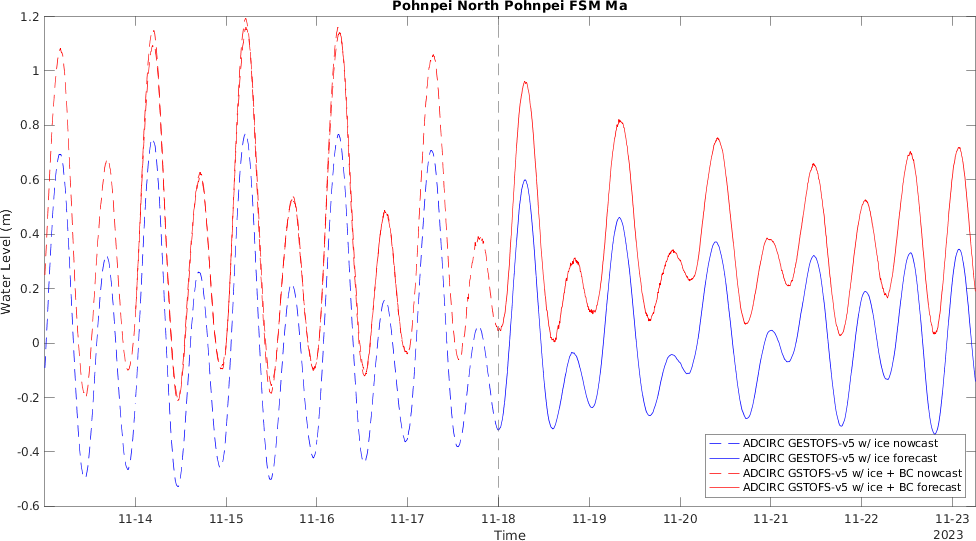 Pohnpei North Pohnpei FSM Ma
1.2
1
0.8
0.6
0.4
0.2
0
-0.2
-0.4
-0.6
Water Level (m)
ADCIRC GESTOFS-v5 w/ ice nowcast
ADCIRC GESTOFS-v5 w/ ice forecast
ADCIRC GSTOFS-v5 w/ ice + BC nowcast
ADCIRC GSTOFS-v5 w/ ice + BC forecast
11-14 11-15 11-16 11-17 11-18 11-19 11-20 11-21 11-22 11-23
Time 2023